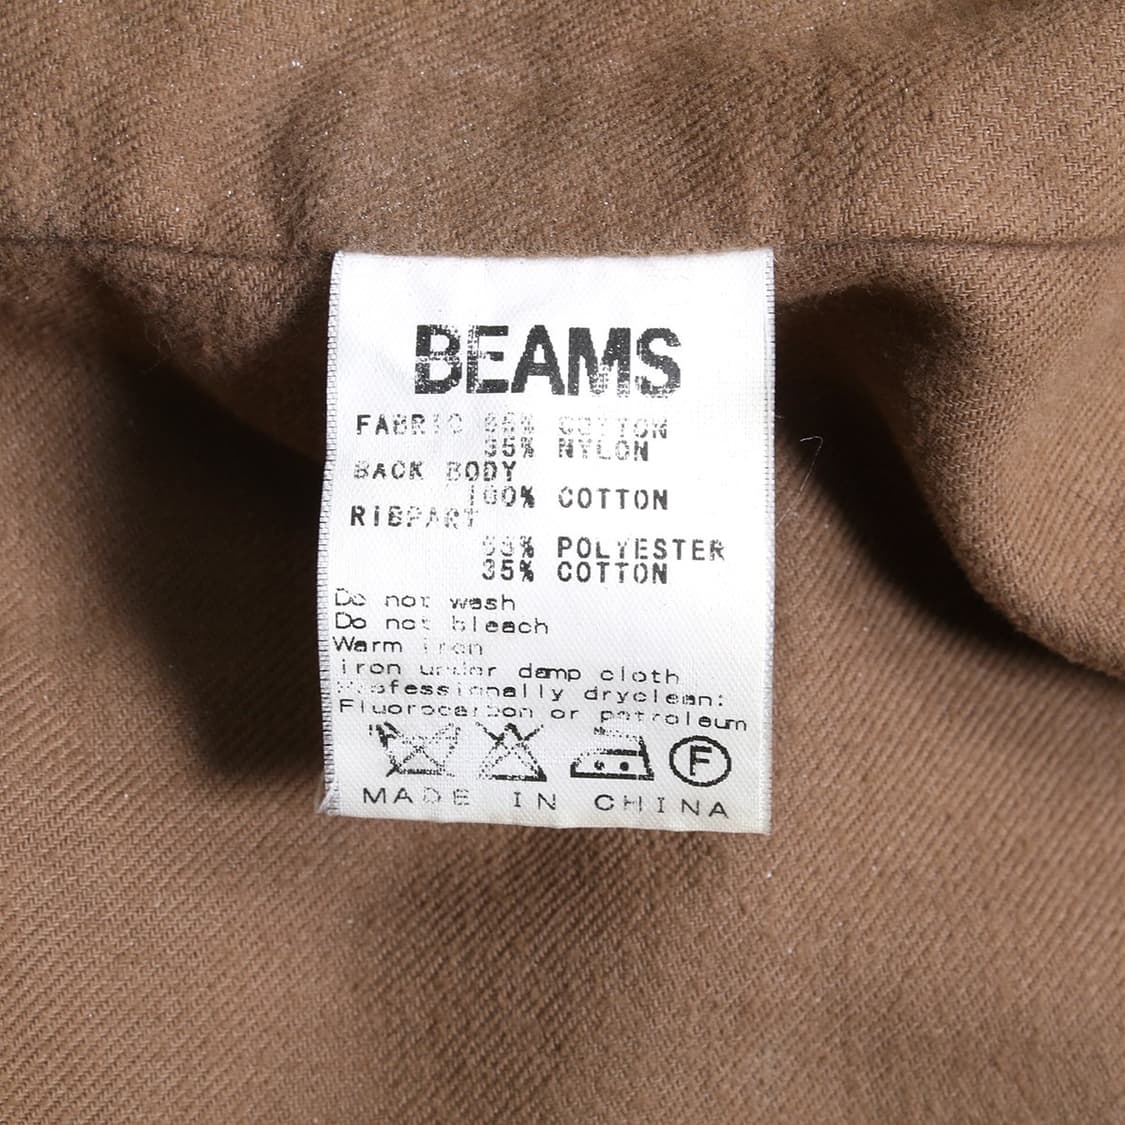 BEAMS
FABRIC 65% COTTON
35% NYLON
BACK BODY
100% COTTON
RIBPART
POLYESTER
35% COTTON
Do not wash
Do not bleach
Warm iron
iron under damp cloth
Professionally dryclean:
Fluorocarbon or petroleum
F
MADE IN CHINA